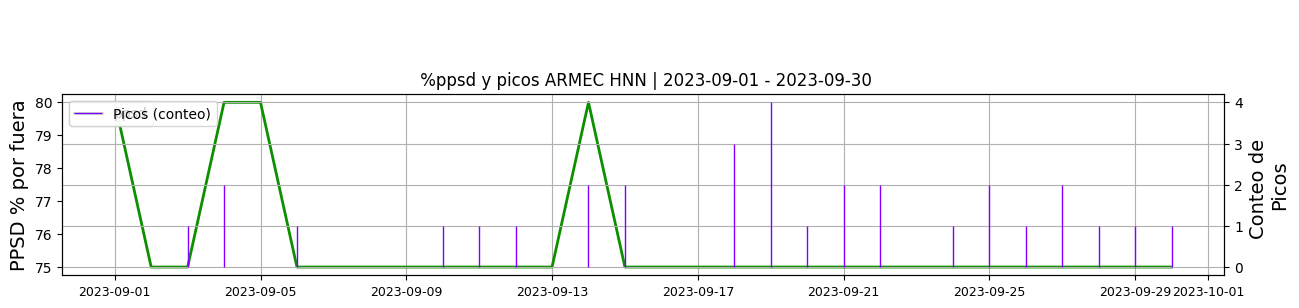 %ppsd y picos ARMEC HNN | 2023-09-01 - 2023-09-30
PPSD % por fuera
80
79
78
77
76
75
Picos (conteo)
4
3
2
1
0
Conteo de
Picos
2023-09-01 2023-09-05 2023-09-09 2023-09-13 2023-09-17 2023-09-21 2023-09-25 2023-09-29 2023-10-01